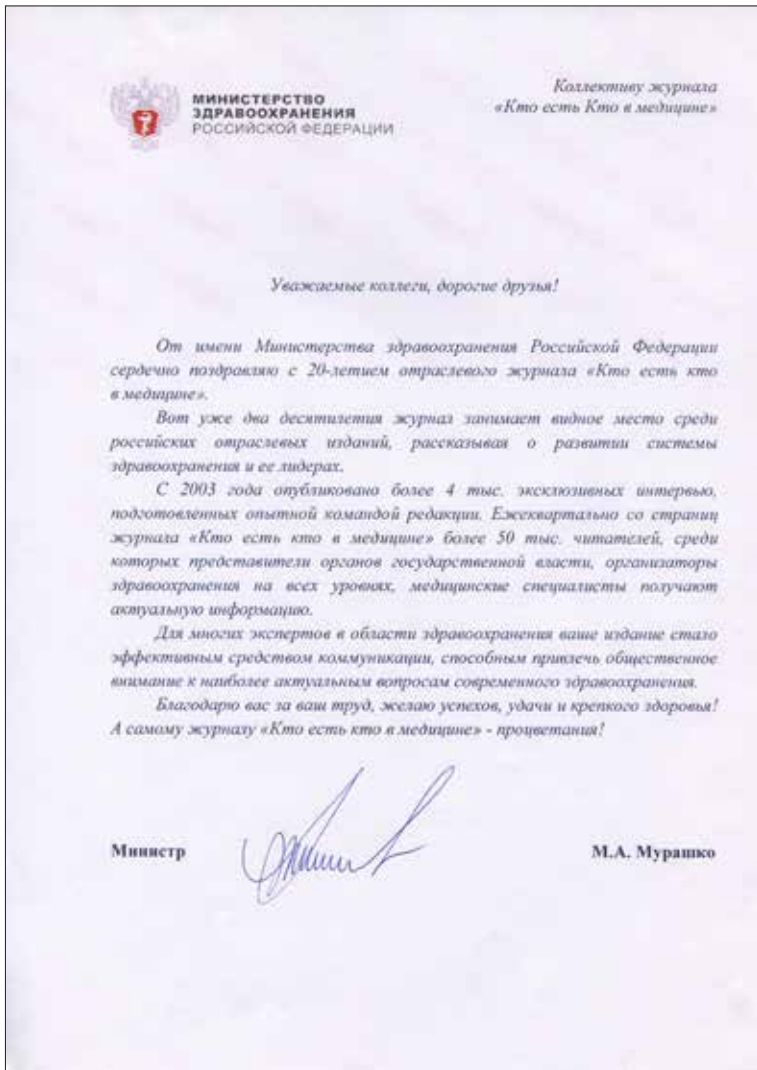 МИНИСТЕРСТВО
ЗДРАВООХРАНЕНИЯ
РОССИЙСКОЙ ФЕДЕРАЦИИ
Коллективу журнала
«Кто есть Кто в медицине»
Уважаемые коллеги, дорогие друзья!
От имени Министерства здравоохранения Российской Федерации
сердечно поздравляю с 20-летием отраслевого журнала «Кто есть кто
в медицине».
Вот уже два десятилетия журнал занимает видное место среди
российских отраслевых изданий, рассказывая о развитии системы
здравоохранения и ее лидерах.
С 2003 года опубликовано более 4 тыс. эксклюзивных интервью,
подготовленных опытной командой редакции. Ежеквартально со страниц
журнала «Кто есть кто в медицине» более 50 тыс. читателей, среди
которых представители органов государственной власти, организаторы
здравоохранения на всех уровнях, медицинские специалисты получают
актуальную информацию.
Для многих экспертов в области здравоохранения ваше издание стало
эффективным средством коммуникации, способным привлечь общественное
внимание к наиболее актуальным вопросам современного здравоохранения.
Благодарю вас за ваш труд, желаю успехов, удачи и крепкого здоровья!
А самому журналу «Кто есть кто в медицине» - процветания!
Министр
М.А. Мурашко